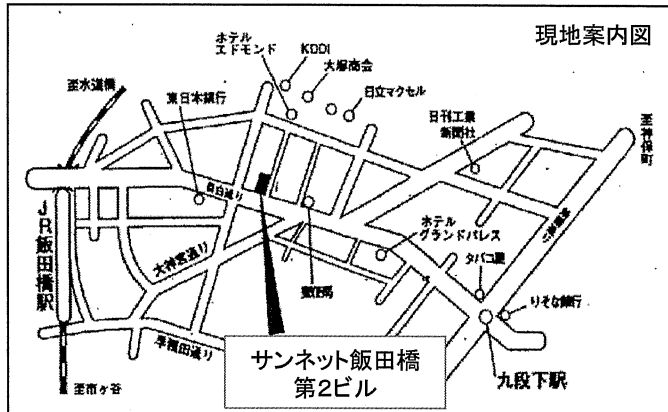 現地案内図
ホテル
エドモンド
KDDI
大塚商会
日立マクセル
至水道橋
東日本銀行
日刊工業
新聞社
至神保町
目白通り
JR飯田橋駅
大神宮通り
郵便局
ホテル
グランドパレス
タバコ屋
りそな銀行
早稲田通り
サンネット飯田橋
第2ビル
九段下駅
至市ヶ谷